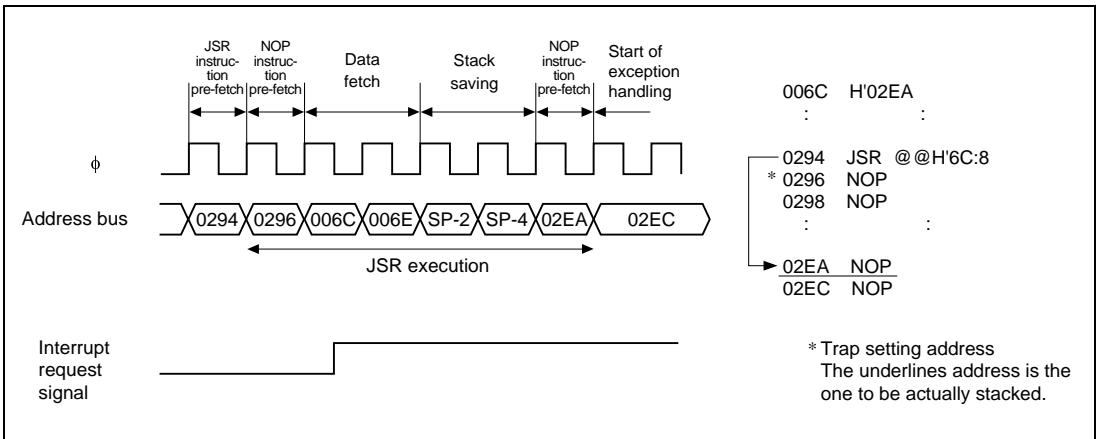 JSR
instruc-
tion
pre-fetch
NOP
instruc-
tion
pre-fetch
Data
fetch
Stack
saving
NOP
instruc-
tion
pre-fetch
Start of
exception
handling
ϕ
Address bus
0294 0296 006C 006E SP-2 SP-4 02EA 02EC
JSR execution
Interrupt
request
signal
006C H'02EA
: :
0294 JSR @@H'6C:8
* 0296 NOP
0298 NOP
: :
02EA NOP
02EC NOP
* Trap setting address
The underlines address is the
one to be actually stacked.